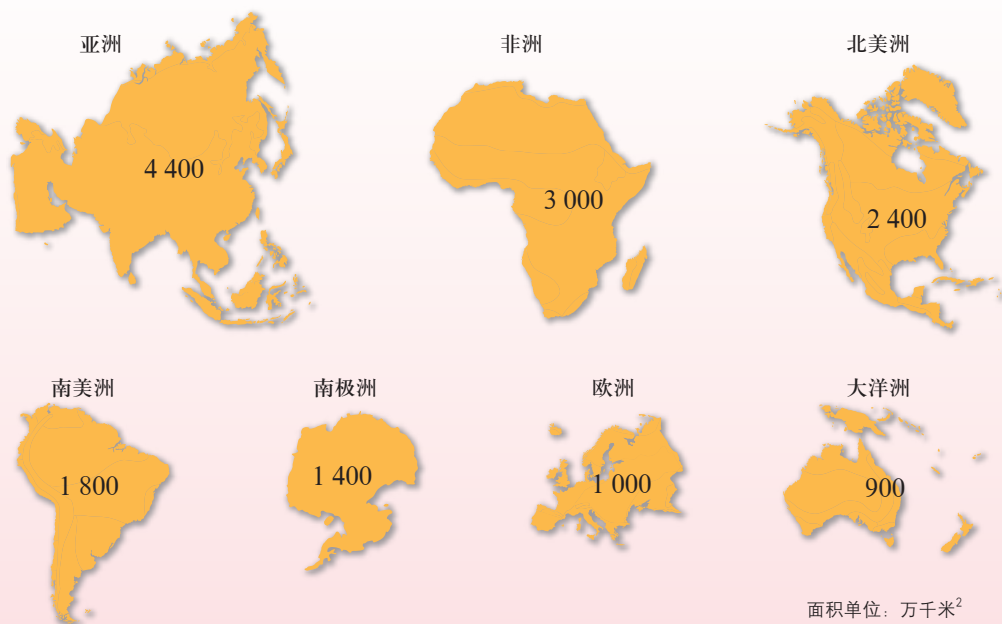 亚洲
非洲
北美洲
4 400
3 000
2 400
南美洲
南极洲
欧洲
大洋洲
1 800
1 400
1 000
900
面积单位：万千米²